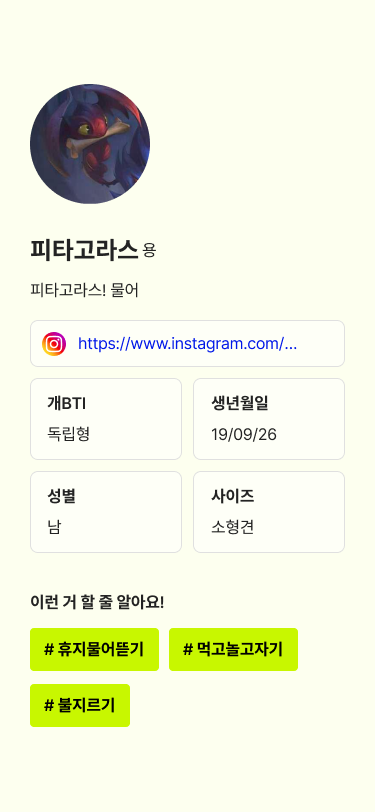 피타고라스 용
피타고라스! 물어
https://www.instagram.com/...
개BTI
독립형
생년월일
19/09/26
성별
남
사이즈
소형견
이런 거 할 줄 알아요!
# 휴지물어뜯기
# 먹고놀고자기
# 불지르기